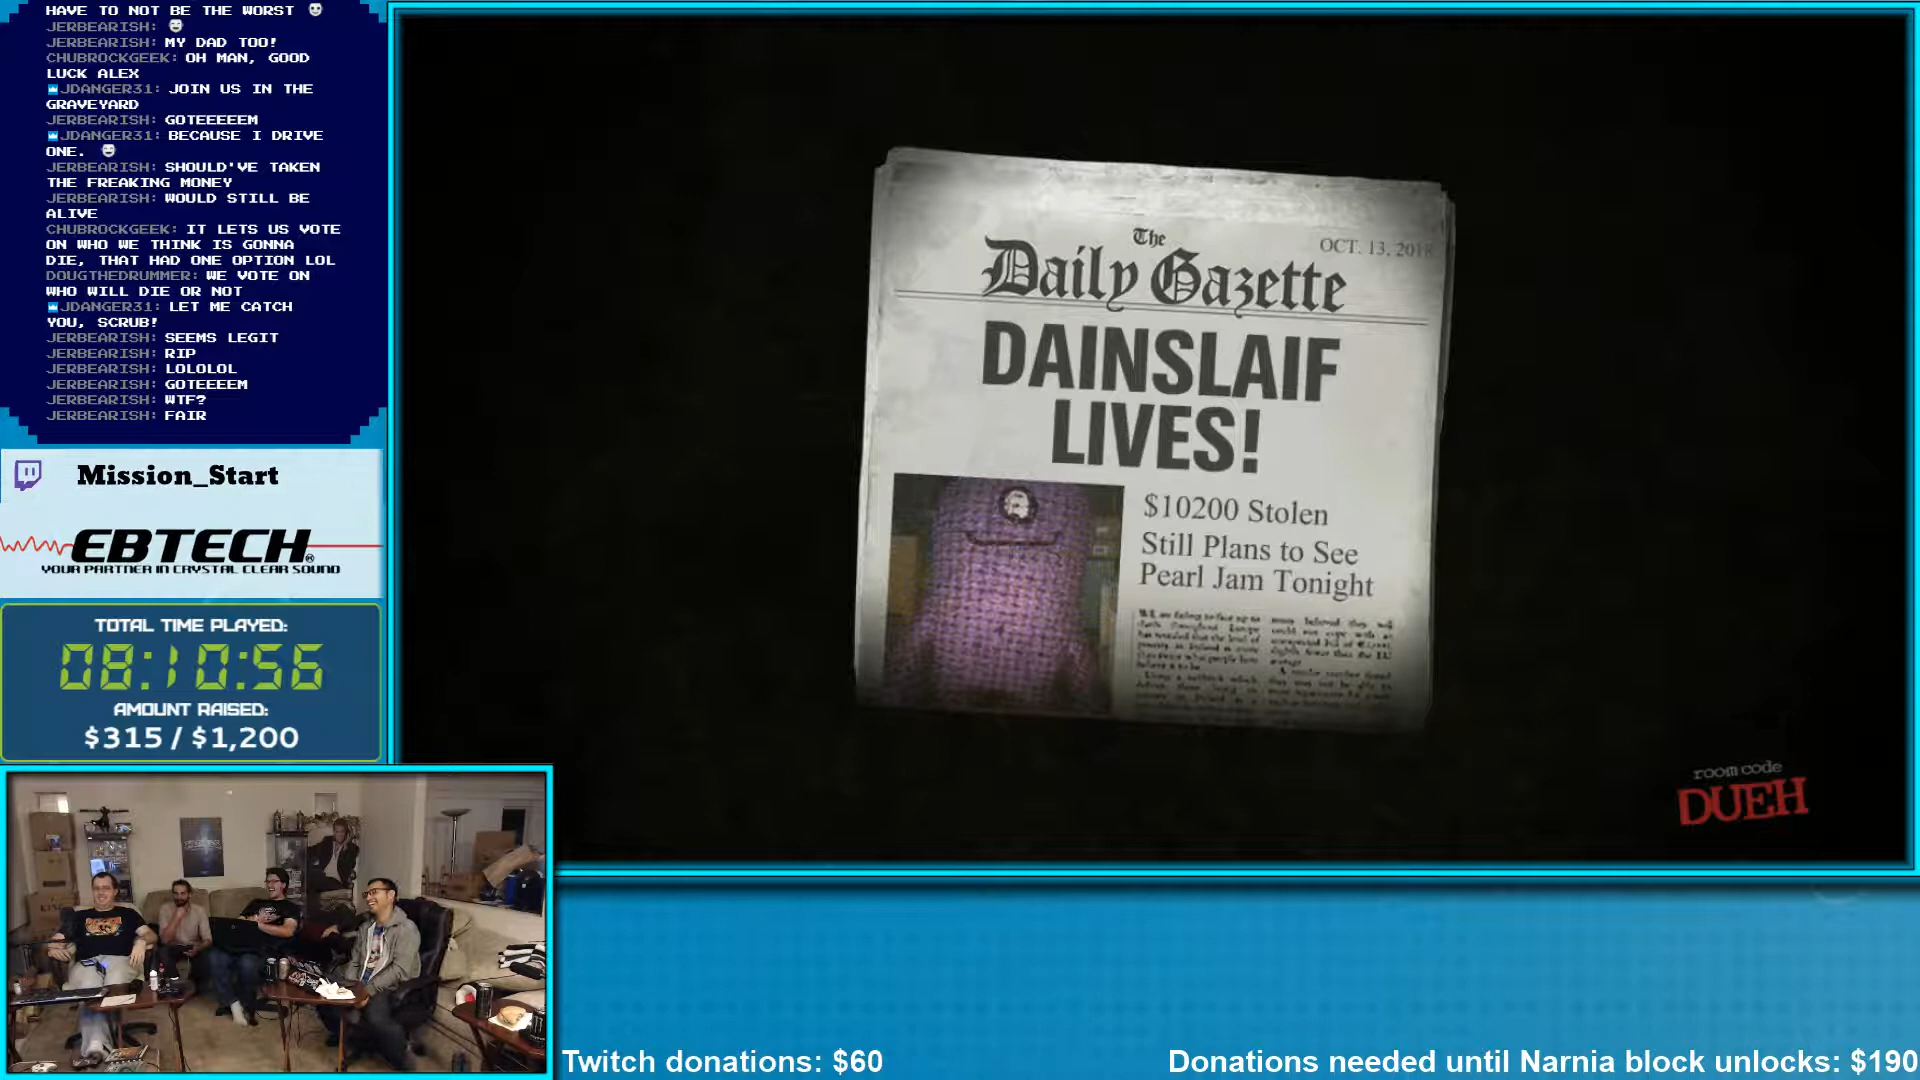 HAVE TO NOT BE THE WORST
JERBEARISH:
JERBEARISH: MY DAD TOO!
CHUBROCKGEEK: OH MAN, GOOD
LUCK ALEX
JDANGER31: JOIN US IN THE
GRAVEYARD
JERBEARISH: GOTEEEEEM
JDANGER31: BECAUSE I DRIVE
ONE.
JERBEARISH: SHOULD'VE TAKEN
THE FREAKING MONEY
JERBEARISH: WOULD STILL BE
ALIVE
CHUBROCKGEEK: IT LETS US VOTE
ON WHO WE THINK IS GONNA
DIE, THAT HAD ONE OPTION LOL
DOUGTHEDRUMMER: WE VOTE ON
WHO WILL DIE OR NOT
JDANGER31: LET ME CATCH
YOU, SCRUB!
JERBEARISH: SEEMS LEGIT
JERBEARISH: RIP
JERBEARISH: LOLOLOL
JERBEARISH: GOTEEEEM
JERBEARISH: WTF?
JERBEARISH: FAIR
Mission_Start
EBTECH®
YOUR PARTNER IN CRYSTAL CLEAR SOUND
TOTAL TIME PLAYED:
08:10:56
AMOUNT RAISED:
$315 / $1,200
The
OCT. 13, 2018
Daily Gazette
DAINSLAIF
LIVES!
$10200 Stolen
Still Plans to See
Pearl Jam Tonight
room code
DUEH
Twitch donations: $60
Donations needed until Narnia block unlocks: $190